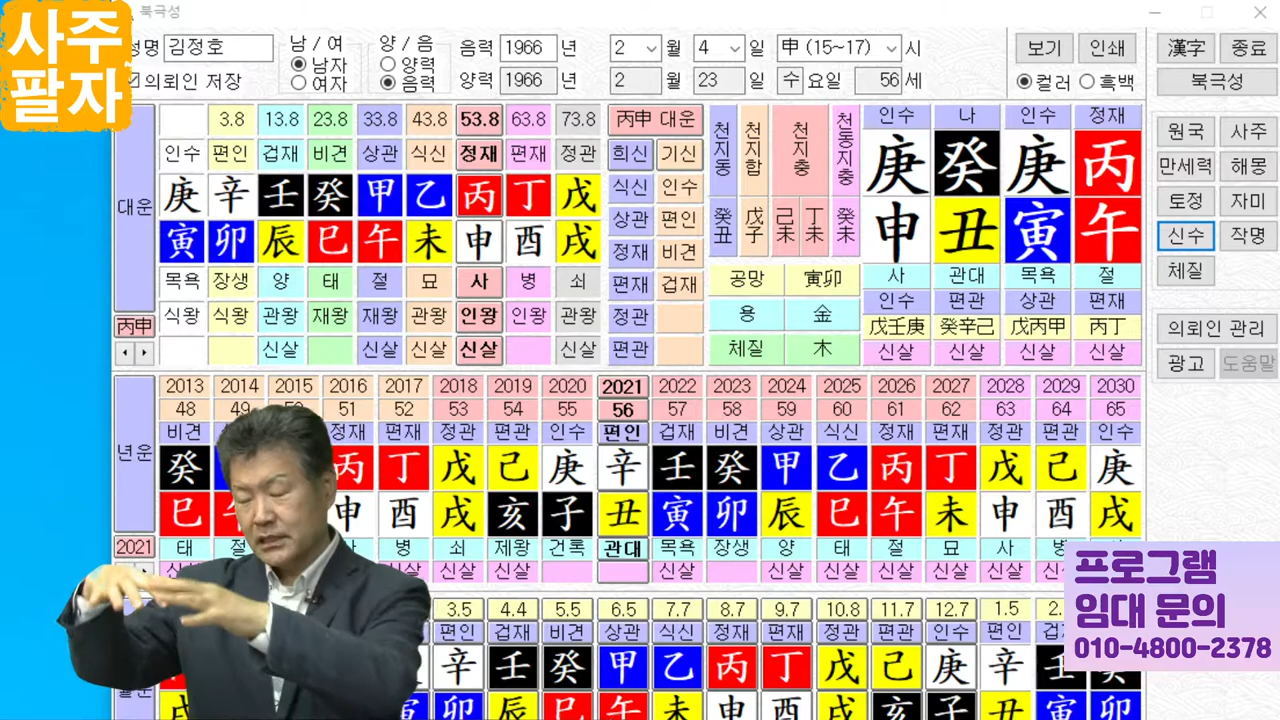 북극성
사주
팔자
성명 김정호 남 / 여 양 / 음 음력 1966 년 2 월 4 일 申 (15~17) 시 보기 인쇄 漢字 종료
남자 양력
의뢰인 저장 여자 음력 양력 1966 년 2 월 23 일 수 요일 56 세 컬러 흑백 북극성
대운 3.8 13.8 23.8 33.8 43.8 53.8 63.8 73.8 丙申 대운 천지동 천지합 천지충 천동지충 인수 나 인수 정재
인수 편인 겁재 비견 상관 식신 정재 편재 정관 희신 기신 庚 癸 庚 丙
庚 辛 壬 癸 甲 乙 丙 丁 戊 식신 인수
寅 卯 辰 巳 午 未 申 酉 戌 상관 편인 癸丑 戊子 己未 丁未 癸未 申 丑 寅 午
정재 비견
목욕 장생 양 태 절 묘 사 병 쇠 편재 겁재 공망 寅卯 사 관대 목욕 절
丙申 식왕 식왕 관왕 재왕 재왕 관왕 인왕 인왕 관왕 정관 용 金 인수 편관 상관 편재
戊壬庚 癸辛己 戊丙甲 丙丁
신살 신살 신살 신살 신살 편관 체질 木 신살 신살 신살 신살
원국 사주
만세력 해몽
토정 자미
신수 작명
체질
의뢰인 관리
광고 도움말
년운 2013 2014 2015 2016 2017 2018 2019 2020 2021 2022 2023 2024 2025 2026 2027 2028 2029 2030
48 49 51 52 53 54 55 56 57 58 59 60 61 62 63 64 65
비견 정재 편재 정관 편관 인수 편인 겁재 비견 상관 식신 정재 편재 정관 편관 인수
癸 丙 丁 戊 己 庚 辛 壬 癸 甲 乙 丙 丁 戊 己 庚
巳 午 申 酉 戌 亥 子 丑 寅 卯 辰 巳 午 未 申 酉 戌
2021 태 절 병 쇠 제왕 건록 관대 목욕 장생 양 태 절 묘 사 병
신살 신살 신살 신살 신살 신살 신살 신살 신살 신살 신살
3.5 4.4 5.5 6.5 7.7 8.7 9.7 10.8 11.7 12.7 1.5
편인 겁재 비견 상관 식신 정재 편재 정관 편관 인수 편인
辛 壬 癸 甲 乙 丙 丁 戊 己 庚 辛 壬 癸
卯 辰 巳 午 未 申 酉 戌 亥 子 丑 寅 卯
프로그램
임대 문의
010-4800-2378